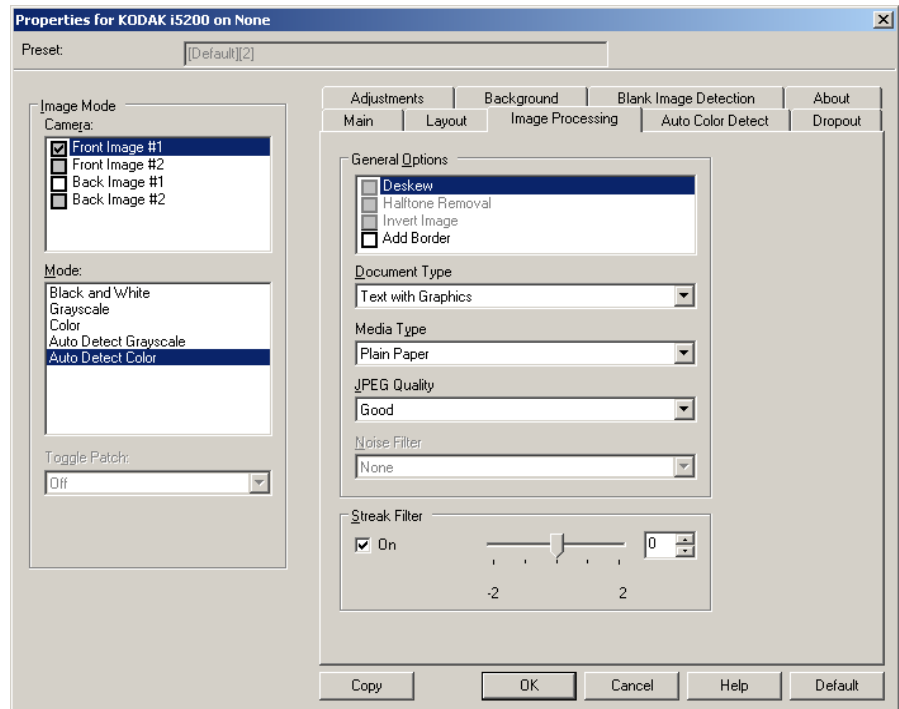 Properties for KODAK i5200 on None
Preset:
[Default][2]
Image Mode
Camera:
Front Image #1
Front Image #2
Back Image #1
Back Image #2
Mode:
Black and White
Grayscale
Color
Auto Detect Grayscale
Auto Detect Color
Toggle Patch:
Off
Adjustments Background Blank Image Detection About
Main Layout Image Processing Auto Color Detect Dropout
General Options
Deskew
Halftone Removal
Invert Image
Add Border
Document Type
Text with Graphics
Media Type
Plain Paper
JPEG Quality
Good
Noise Filter
None
Streak Filter
On
0
-2 2
Copy OK Cancel Help Default